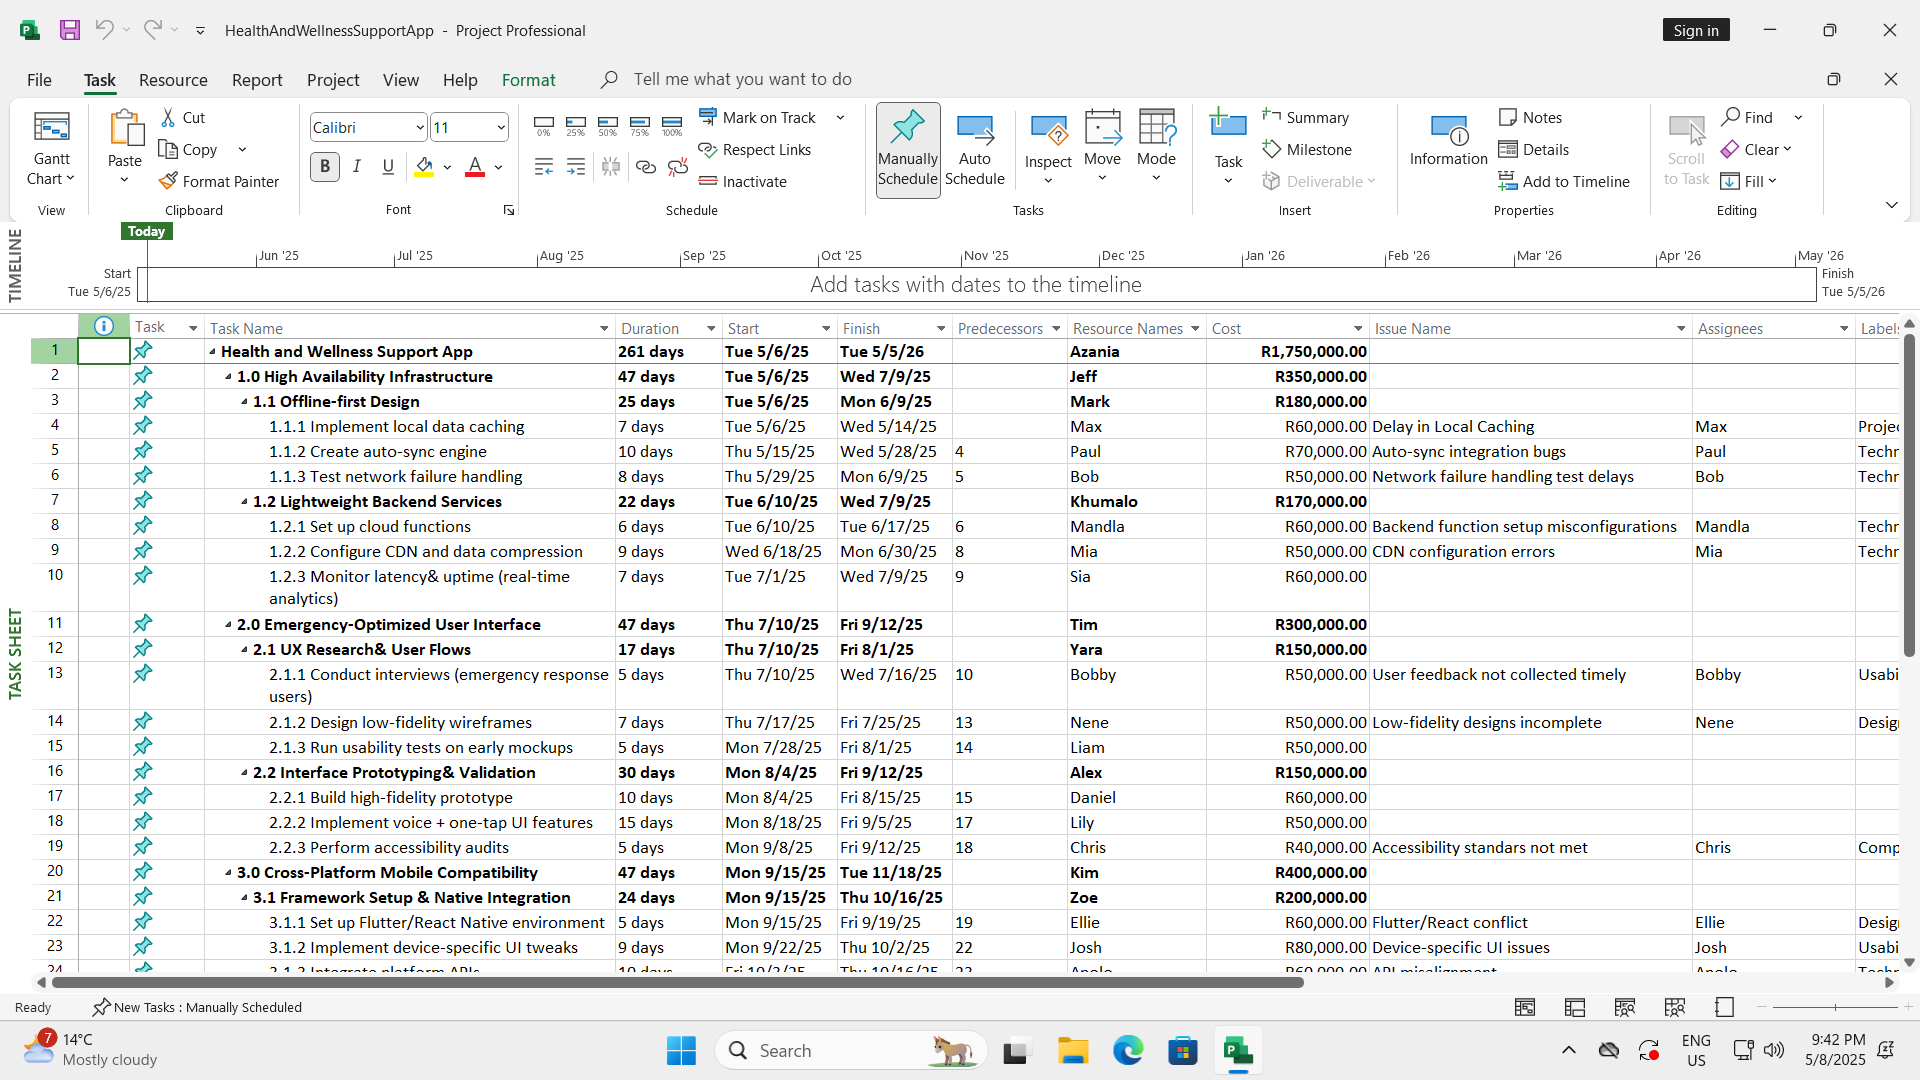 HealthAndWellnessSupportApp - Project Professional
Sign in
File Task Resource Report Project View Help Format Tell me what you want to do
Gantt Chart
View
Paste
Cut
Copy
Format Painter
Clipboard
Calibri 11
B I U A
Font
0% 25% 50% 75% 100%
Mark on Track
Respect Links
Inactivate
Schedule
Manually Schedule
Auto Schedule
Inspect
Move
Mode
Tasks
Task
Summary
Milestone
Deliverable
Insert
Information
Notes
Details
Add to Timeline
Properties
Scroll to Task
Find
Clear
Fill
Editing
TIMELINE
Today
Jun '25 Jul '25 Aug '25 Sep '25 Oct '25 Nov '25 Dec '25 Jan '26 Feb '26 Mar '26 Apr '26 May '26
Start
Tue 5/6/25
Add tasks with dates to the timeline
Finish
Tue 5/5/26
TASK SHEET
Task Task Name Duration Start Finish Predecessors Resource Names Cost Issue Name Assignees Labels
1 Health and Wellness Support App 261 days Tue 5/6/25 Tue 5/5/26 Azania R1,750,000.00
2 1.0 High Availability Infrastructure 47 days Tue 5/6/25 Wed 7/9/25 Jeff R350,000.00
3 1.1 Offline-first Design 25 days Tue 5/6/25 Mon 6/9/25 Mark R180,000.00
4 1.1.1 Implement local data caching 7 days Tue 5/6/25 Wed 5/14/25 Max R60,000.00 Delay in Local Caching Max Projec
5 1.1.2 Create auto-sync engine 10 days Thu 5/15/25 Wed 5/28/25 4 Paul R70,000.00 Auto-sync integration bugs Paul Techn
6 1.1.3 Test network failure handling 8 days Thu 5/29/25 Mon 6/9/25 5 Bob R50,000.00 Network failure handling test delays Bob Techn
7 1.2 Lightweight Backend Services 22 days Tue 6/10/25 Wed 7/9/25 Khumalo R170,000.00
8 1.2.1 Set up cloud functions 6 days Tue 6/10/25 Tue 6/17/25 6 Mandla R60,000.00 Backend function setup misconfigurations Mandla Techn
9 1.2.2 Configure CDN and data compression 9 days Wed 6/18/25 Mon 6/30/25 8 Mia R50,000.00 CDN configuration errors Mia Techn
10 1.2.3 Monitor latency& uptime (real-time 7 days Tue 7/1/25 Wed 7/9/25 9 Sia R60,000.00
analytics)
11 2.0 Emergency-Optimized User Interface 47 days Thu 7/10/25 Fri 9/12/25 Tim R300,000.00
12 2.1 UX Research& User Flows 17 days Thu 7/10/25 Fri 8/1/25 Yara R150,000.00
13 2.1.1 Conduct interviews (emergency response 5 days Thu 7/10/25 Wed 7/16/25 10 Bobby R50,000.00 User feedback not collected timely Bobby Usabi
users)
14 2.1.2 Design low-fidelity wireframes 7 days Thu 7/17/25 Fri 7/25/25 13 Nene R50,000.00 Low-fidelity designs incomplete Nene Design
15 2.1.3 Run usability tests on early mockups 5 days Mon 7/28/25 Fri 8/1/25 14 Liam R50,000.00
16 2.2 Interface Prototyping& Validation 30 days Mon 8/4/25 Fri 9/12/25 Alex R150,000.00
17 2.2.1 Build high-fidelity prototype 10 days Mon 8/4/25 Fri 8/15/25 15 Daniel R60,000.00
18 2.2.2 Implement voice + one-tap UI features 15 days Mon 8/18/25 Fri 9/5/25 17 Lily R50,000.00
19 2.2.3 Perform accessibility audits 5 days Mon 9/8/25 Fri 9/12/25 18 Chris R40,000.00 Accessibility standars not met Chris Comp
20 3.0 Cross-Platform Mobile Compatibility 47 days Mon 9/15/25 Tue 11/18/25 Kim R400,000.00
21 3.1 Framework Setup & Native Integration 24 days Mon 9/15/25 Thu 10/16/25 Zoe R200,000.00
22 3.1.1 Set up Flutter/React Native environment 5 days Mon 9/15/25 Fri 9/19/25 19 Ellie R60,000.00 Flutter/React conflict Ellie Design
23 3.1.2 Implement device-specific UI tweaks 9 days Mon 9/22/25 Thu 10/2/25 22 Josh R80,000.00 Device-specific UI issues Josh Usabi
24 3.1.3 Integrate platform APIs 10 days Fri 10/3/25 Thu 10/16/25 23 R60,000.00 API misalignment
Ready New Tasks : Manually Scheduled
7 14°C
Mostly cloudy
Search
ENG
US
9:42 PM
5/8/2025